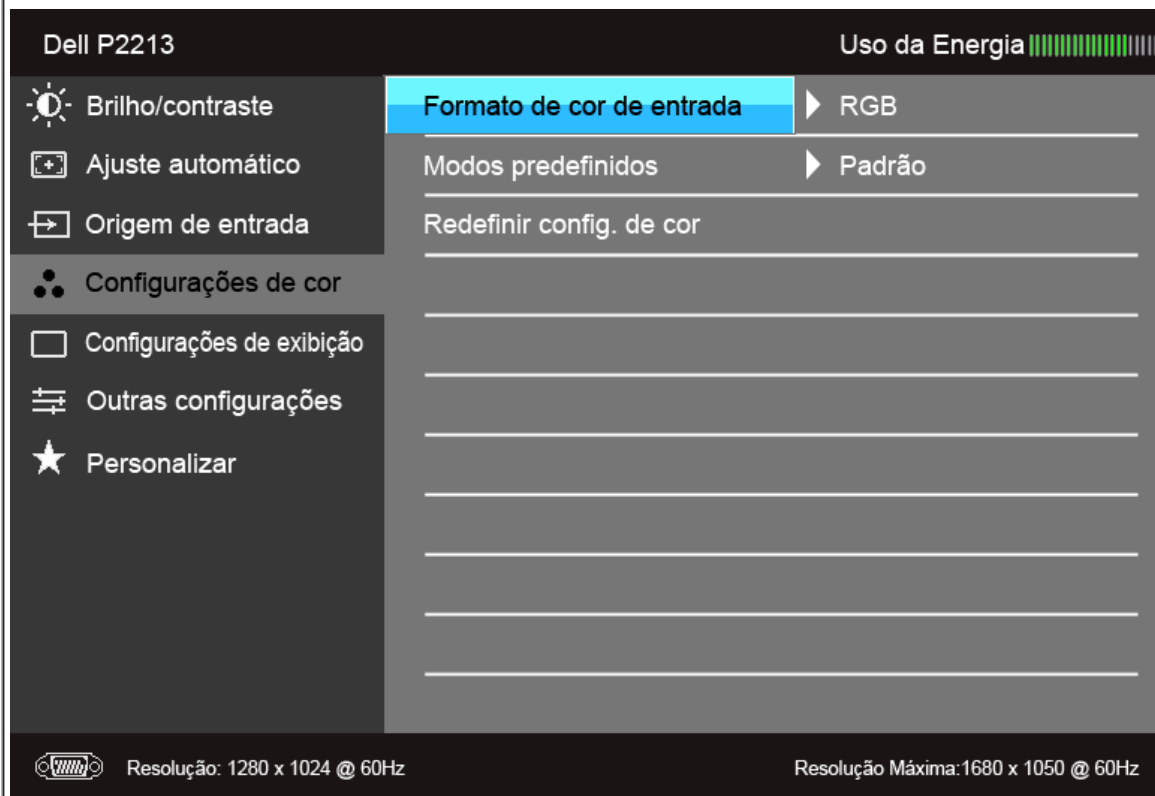 Dell P2213 Uso da Energia
Brilho/contraste
Ajuste automático
Origem de entrada
Configurações de cor
Configurações de exibição
Outras configurações
Personalizar
Formato de cor de entrada RGB
Modos predefinidos Padrão
Redefinir config. de cor
Resolução: 1280 x 1024 @ 60Hz Resolução Máxima:1680 x 1050 @ 60Hz